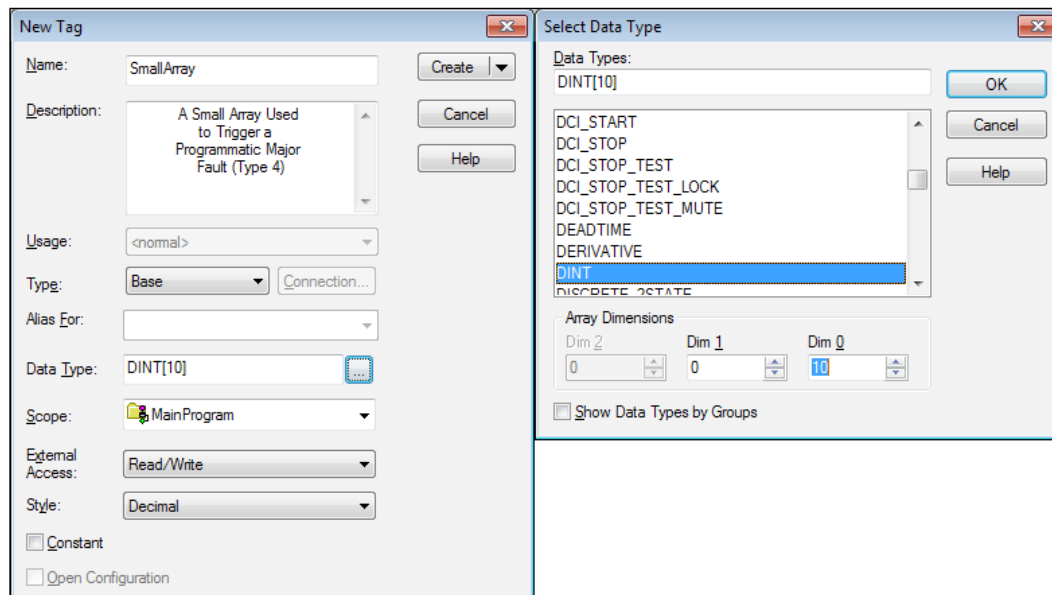 New Tag
Name:
SmallArray
Create
Description:
A Small Array Used
to Trigger a
Programmatic Major
Fault (Type 4)
Cancel
Help
Usage:
<normal>
Type:
Base
Connection...
Alias For:
Data Type:
DINT[10]
...
Scope:
MainProgram
External
Access:
Read/Write
Style:
Decimal
Constant
Open Configuration
Select Data Type
Data Types:
DINT[10]
OK
Cancel
Help
DCI_START
DCI_STOP
DCI_STOP_TEST
DCI_STOP_TEST_LOCK
DCI_STOP_TEST_MUTE
DEADTIME
DERIVATIVE
DINT
DISCRETE_2STATE
Array Dimensions
Dim 2
Dim 1
Dim 0
0
0
10
Show Data Types by Groups